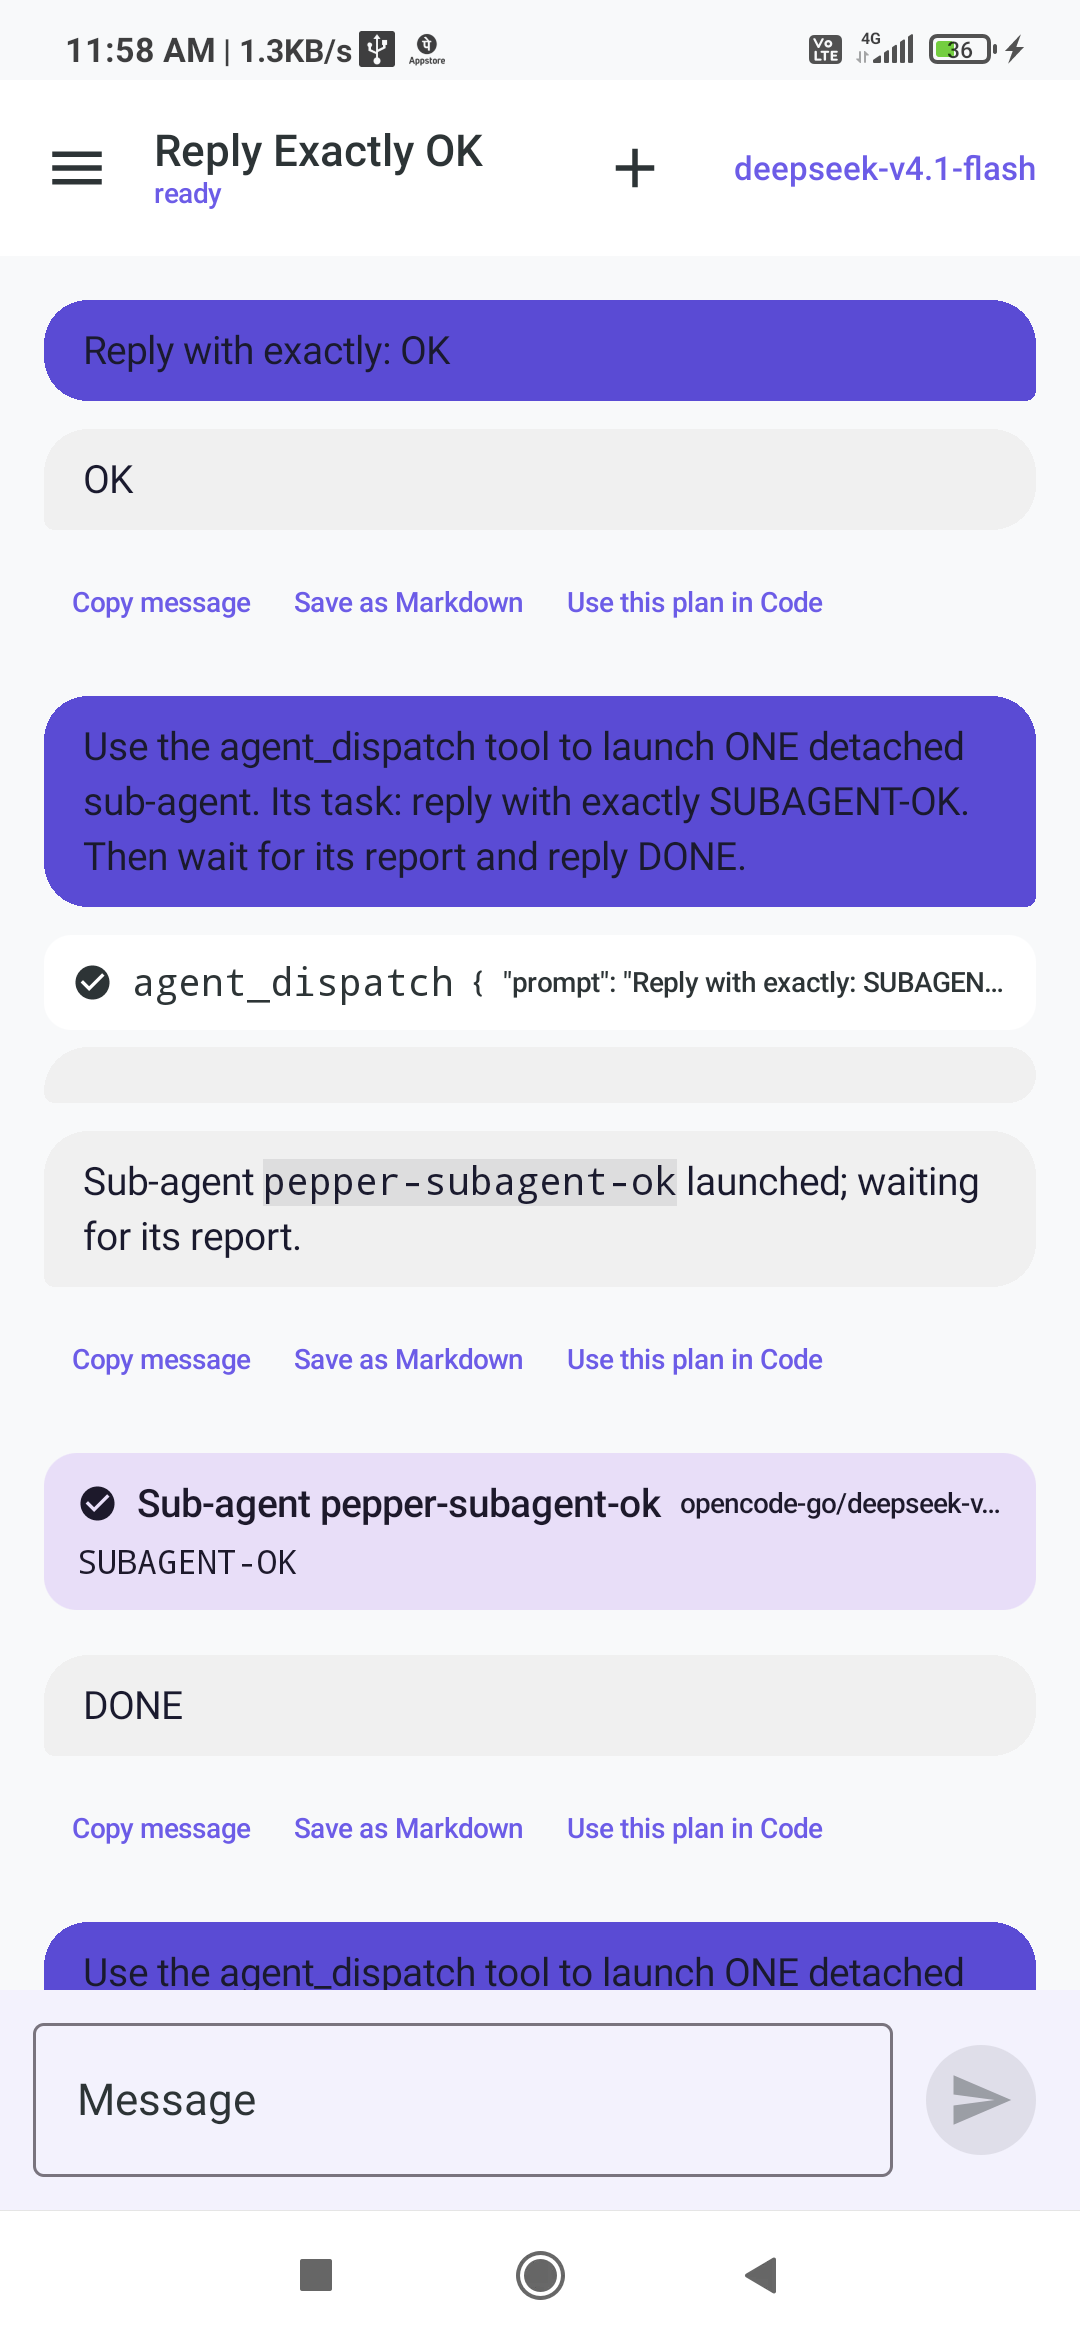 11:58 AM | 1.3KB/s पे Appstore Vo LTE 4G 36
Reply Exactly OK
ready
deepseek-v4.1-flash
Reply with exactly: OK
OK
Copy message Save as Markdown Use this plan in Code
Use the agent_dispatch tool to launch ONE detached
sub-agent. Its task: reply with exactly SUBAGENT-OK.
Then wait for its report and reply DONE.
agent_dispatch { "prompt": "Reply with exactly: SUBAGEN...
Sub-agent pepper-subagent-ok launched; waiting
for its report.
Copy message Save as Markdown Use this plan in Code
Sub-agent pepper-subagent-ok opencode-go/deepseek-v...
SUBAGENT-OK
DONE
Copy message Save as Markdown Use this plan in Code
Use the agent_dispatch tool to launch ONE detached
Message